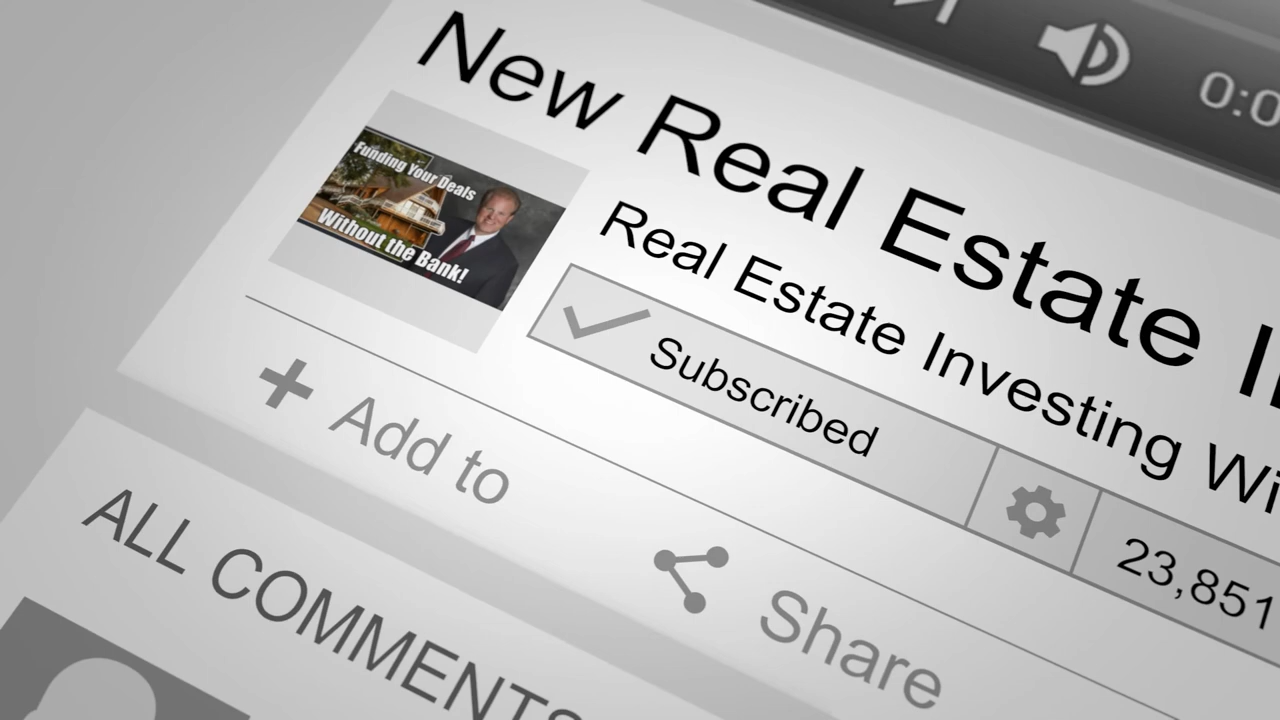 0:0
New Real Estate I
Funding Your Deals
Without the Bank!
Real Estate Investing Wi
Subscribed
23,851
Add to
Share
ALL COMMENTS